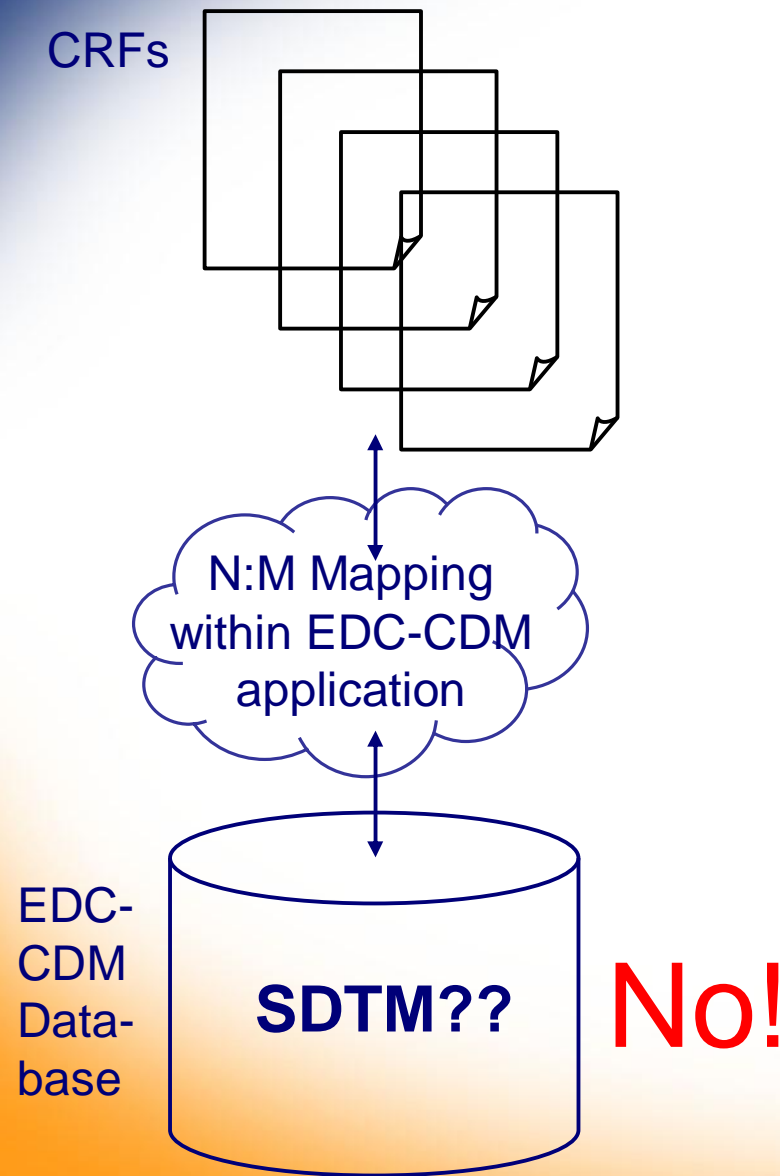 CRFs
N:M Mapping
within EDC-CDM
application
EDC-
CDM
Data-
base
SDTM??
No!